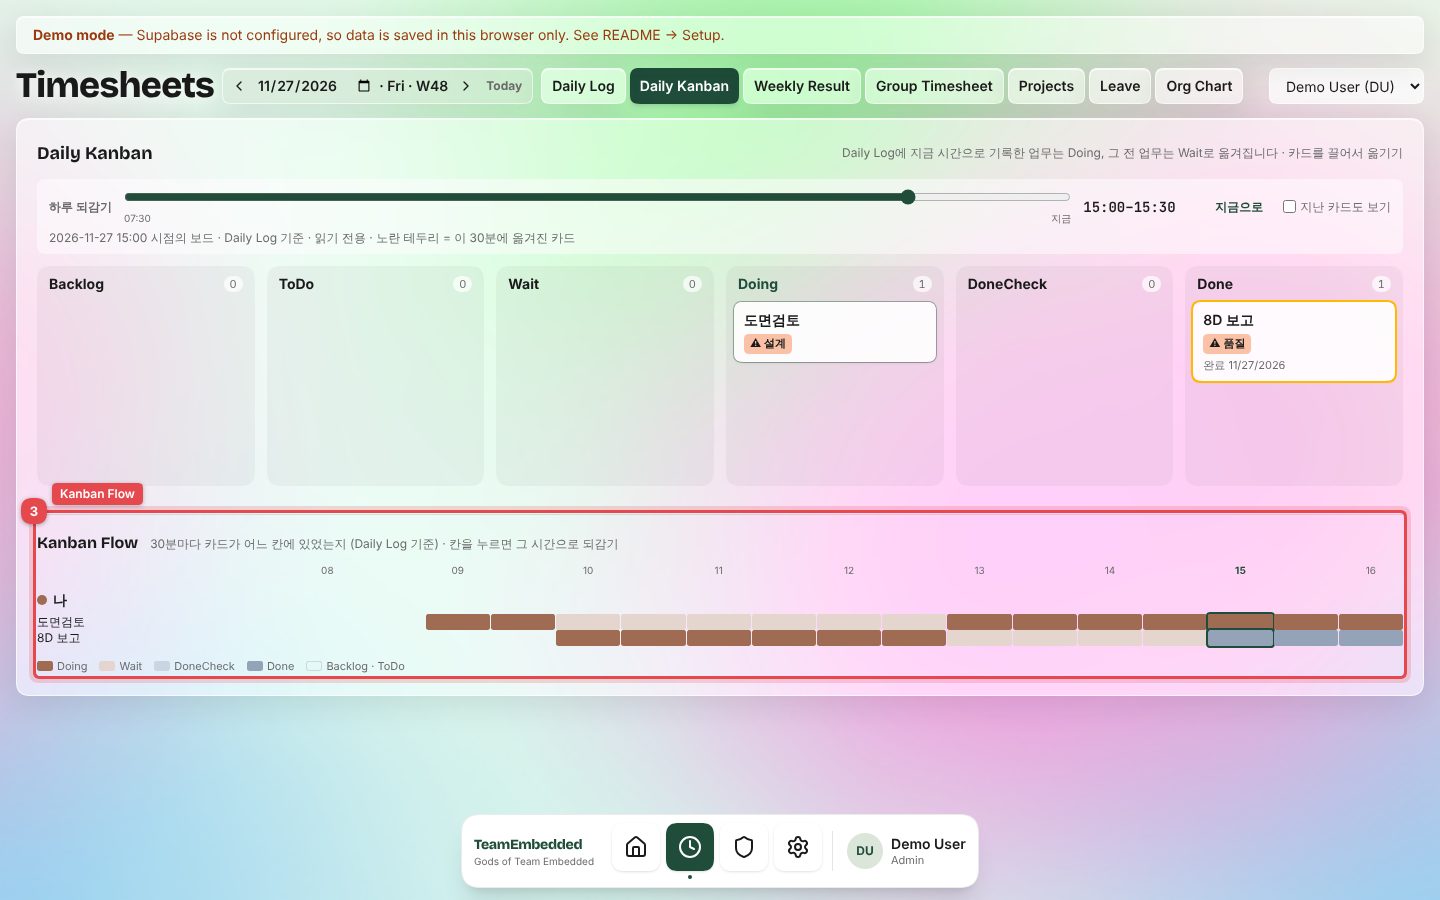 Demo mode — Supabase is not configured, so data is saved in this browser only. See README → Setup.
Timesheets
11/27/2026 · Fri · W48 Today
Daily Log
Daily Kanban
Weekly Result
Group Timesheet
Projects
Leave
Org Chart
Demo User (DU)
Daily Kanban
Daily Log에 지금 시간으로 기록한 업무는 Doing, 그 전 업무는 Wait로 옮겨집니다 · 카드를 끌어서 옮기기
하루 되감기
07:30
지금
15:00–15:30
지금으로
지난 카드도 보기
2026-11-27 15:00 시점의 보드 · Daily Log 기준 · 읽기 전용 · 노란 테두리 = 이 30분에 옮겨진 카드
Backlog 0
ToDo 0
Wait 0
Doing 1
도면검토
설계
DoneCheck 0
Done 1
8D 보고
품질
완료 11/27/2026
Kanban Flow
3
Kanban Flow 30분마다 카드가 어느 칸에 있었는지 (Daily Log 기준) · 칸을 누르면 그 시간으로 되감기
08 09 10 11 12 13 14 15 16
나
도면검토
8D 보고
Doing Wait DoneCheck Done Backlog · ToDo
TeamEmbedded
Gods of Team Embedded
DU
Demo User
Admin